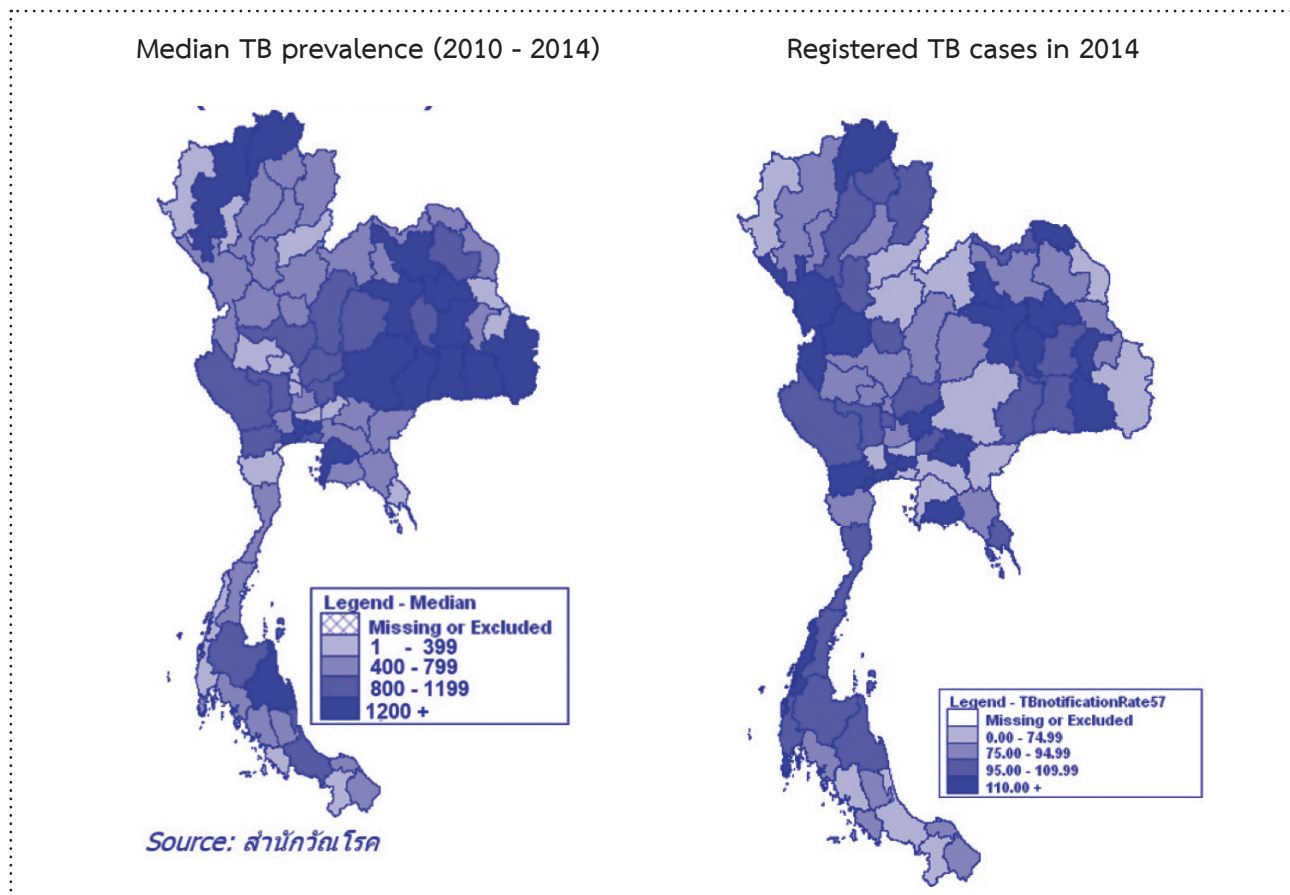 Median TB prevalence (2010 - 2014)
Registered TB cases in 2014
Legend - Median
Missing or Excluded
1 - 399
400 - 799
800 - 1199
1200 +
Source: สำนักวัณโรค
Legend - TBnotificationRate57
Missing or Excluded
0.00 - 74.99
75.00 - 94.99
95.00 - 109.99
110.00 +